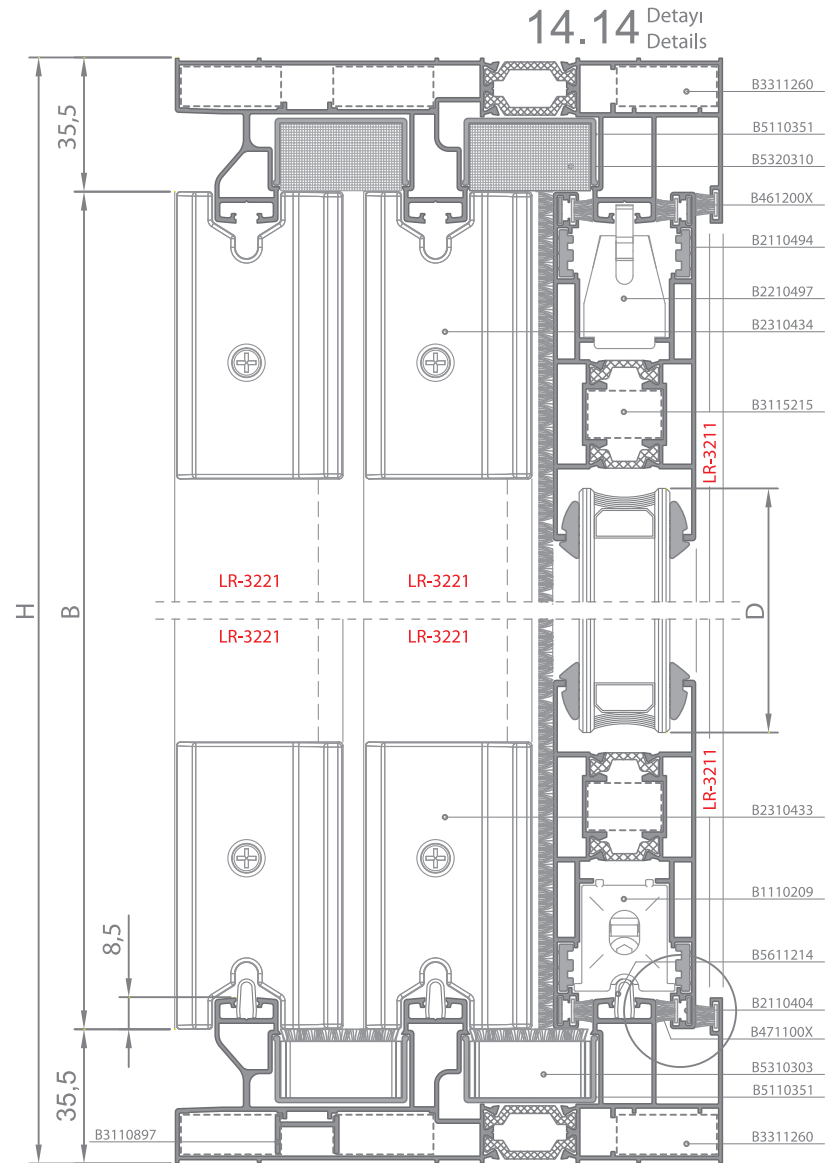 14.14 Detayı
Details
B3311260
B5110351
B5320310
B461200X
B2110494
B2210497
B2310434
B3115215
LR-3211
35,5
H
B
D
LR-3221 LR-3221
LR-3221 LR-3221
LR-3211
B2310433
B1110209
B5611214
B2110404
B471100X
B5310303
B5110351
B3311260
8,5
35,5
B3110897